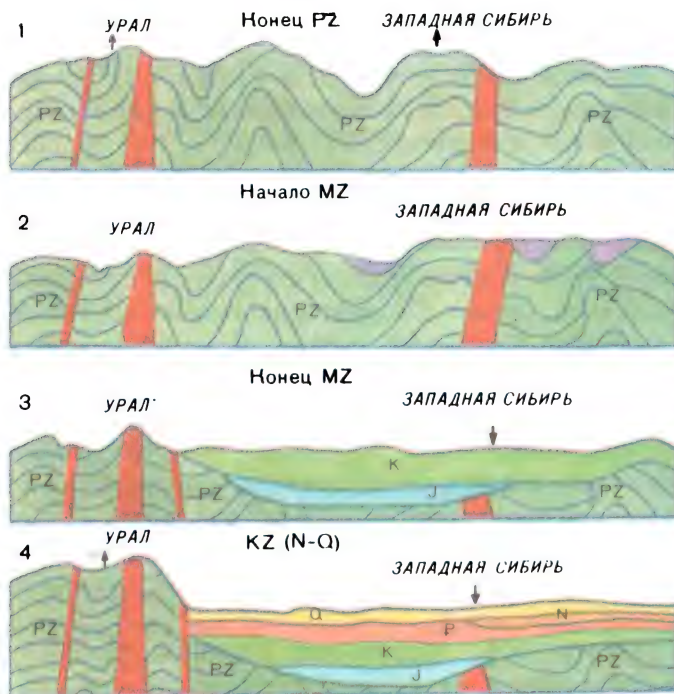 1
УРАЛ
Конец PZ
ЗАПАДНАЯ СИБИРЬ
PZ
PZ
PZ
2
Начало MZ
УРАЛ
ЗАПАДНАЯ СИБИРЬ
PZ
PZ
PZ
3
Конец MZ
УРАЛ
ЗАПАДНАЯ СИБИРЬ
K
PZ
PZ
J
PZ
4
УРАЛ
KZ (N-Q)
ЗАПАДНАЯ СИБИРЬ
Q
N
P
PZ
K
PZ
J
PZ